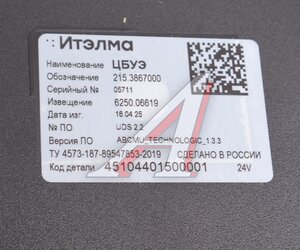 Итэлма
Наименование ЦБУЭ
Обозначение 215.3867000
Серийный № 05711
Извещение 6250.06619
Дата изг. 16.04.25
№ ПО UDS 2.2
Версия ПО ABCMU_TECHNOLOGIC_1.3.3
ТУ 4573-187-89547853-2019 СДЕЛАНО В РОССИИ
Код детали 45104401500001 24V